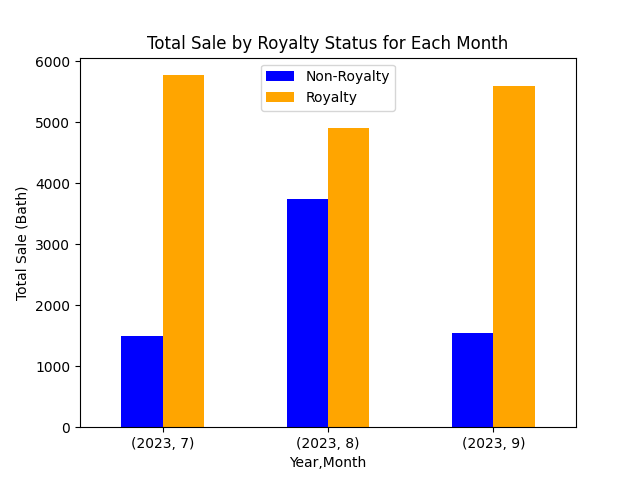 Total Sale by Royalty Status for Each Month
Non-Royalty
Royalty
6000
5000
4000
3000
2000
1000
0
Total Sale (Bath)
(2023, 7)
(2023, 8)
(2023, 9)
Year,Month